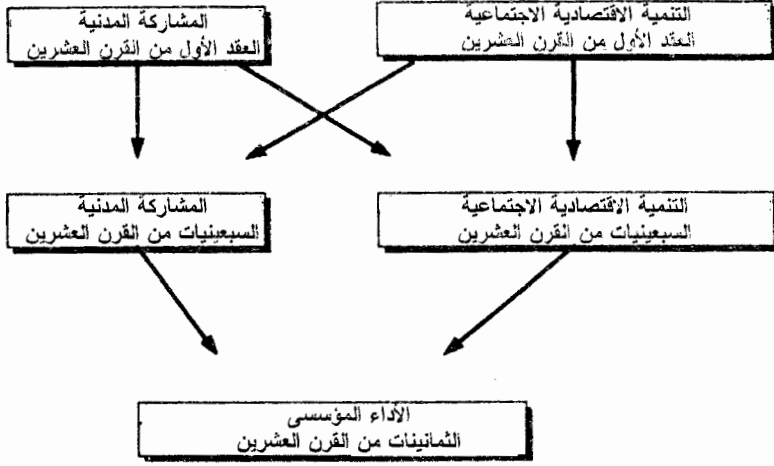 التنمية الاقتصادية الاجتماعية
العقد الأول من القرن العشرين
المشاركة المدنية
العقد الأول من القرن العشرين
التنمية الاقتصادية الاجتماعية
السبعينيات من القرن العشرين
المشاركة المدنية
السبعينيات من القرن العشرين
الأداء المؤسسى
الثمانينات من القرن العشرين